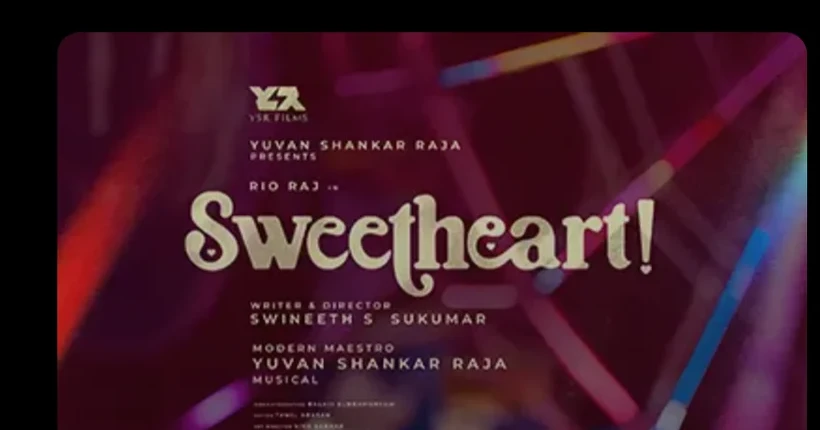 YSR
YSR FILMS
YUVAN SHANKAR RAJA
PRESENTS
RIO RAJ IN
Sweetheart!
WRITER & DIRECTOR
SWINEETH S SUKUMAR
MODERN MAESTRO
YUVAN SHANKAR RAJA
MUSICAL